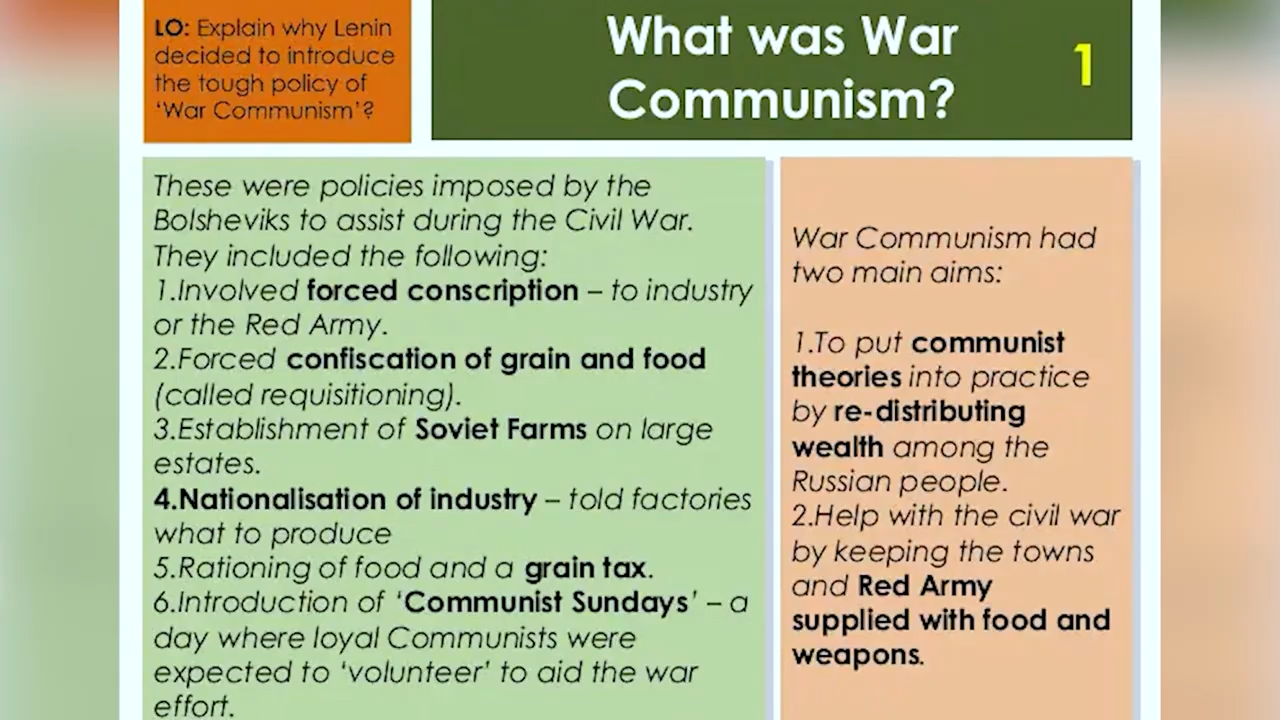 LO: Explain why Lenin
decided to introduce
the tough policy of
‘War Communism’?
What was War
Communism?
1
These were policies imposed by the
Bolsheviks to assist during the Civil War.
They included the following:
1.Involved forced conscription – to industry
or the Red Army.
2.Forced confiscation of grain and food
(called requisitioning).
3.Establishment of Soviet Farms on large
estates.
4.Nationalisation of industry – told factories
what to produce
5.Rationing of food and a grain tax.
6.Introduction of ‘Communist Sundays’ – a
day where loyal Communists were
expected to ‘volunteer’ to aid the war
effort.
War Communism had
two main aims:
1.To put communist
theories into practice
by re-distributing
wealth among the
Russian people.
2.Help with the civil war
by keeping the towns
and Red Army
supplied with food and
weapons.